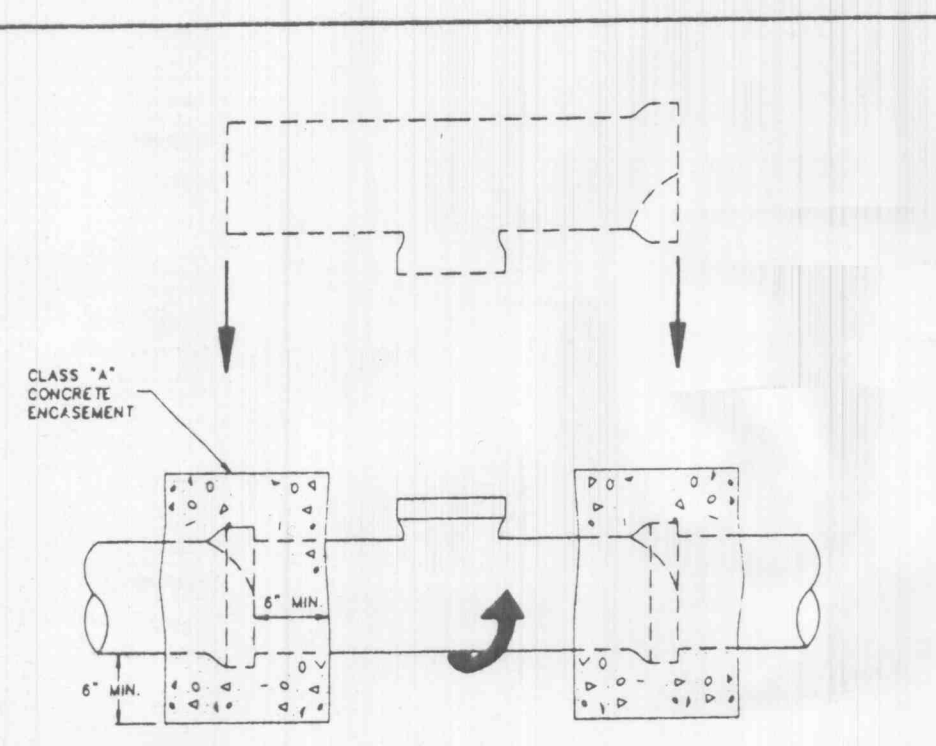 CLASS "A"
CONCRETE
ENCASEMENT
6" MIN.
6" MIN.